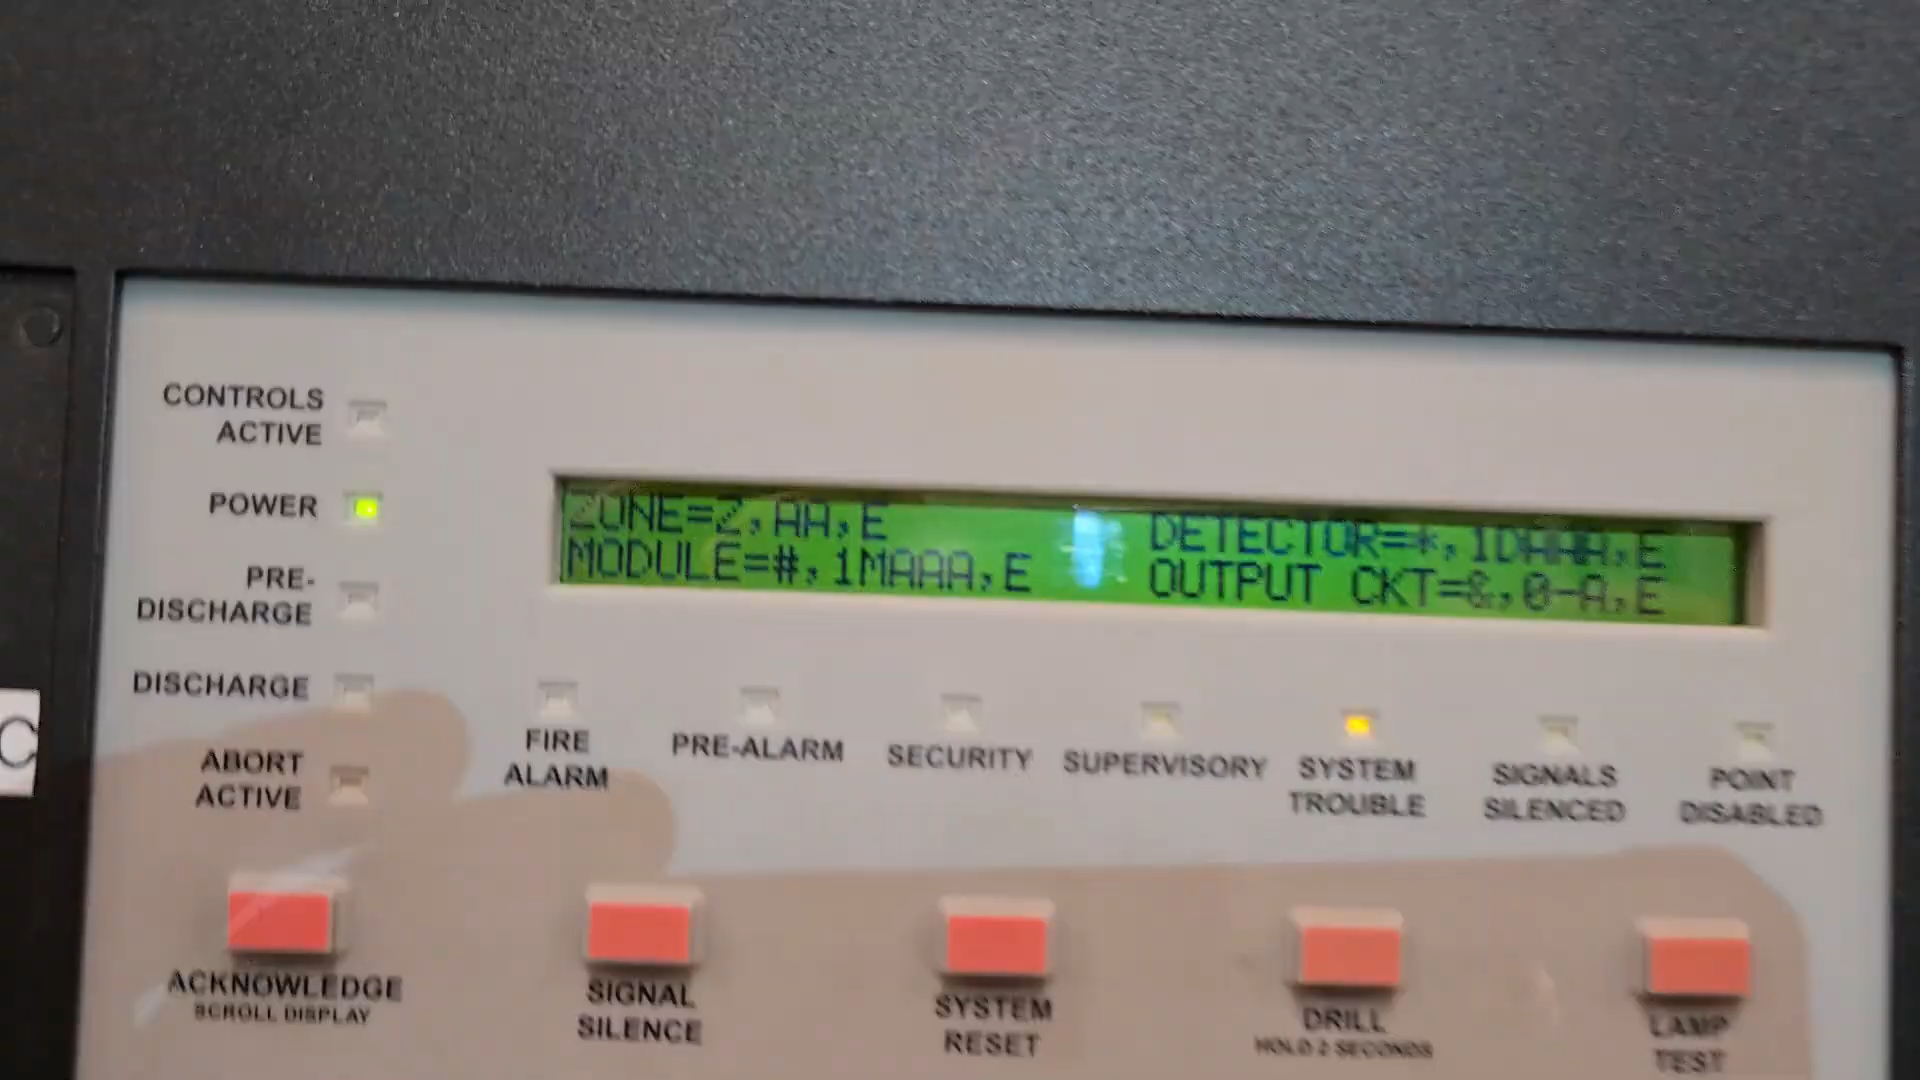 CONTROLS
ACTIVE
POWER
PRE-
DISCHARGE
DISCHARGE
ABORT
ACTIVE
ZONE=Z,AA,E DETECTOR=*,1DAAA,E
MODULE=#,1MAAA,E OUTPUT CKT=&,0-A,E
FIRE
ALARM
PRE-ALARM
SECURITY
SUPERVISORY
SYSTEM
TROUBLE
SIGNALS
SILENCED
POINT
DISABLED
ACKNOWLEDGE
SCROLL DISPLAY
SIGNAL
SILENCE
SYSTEM
RESET
DRILL
HOLD 2 SECONDS
LAMP
TEST
C